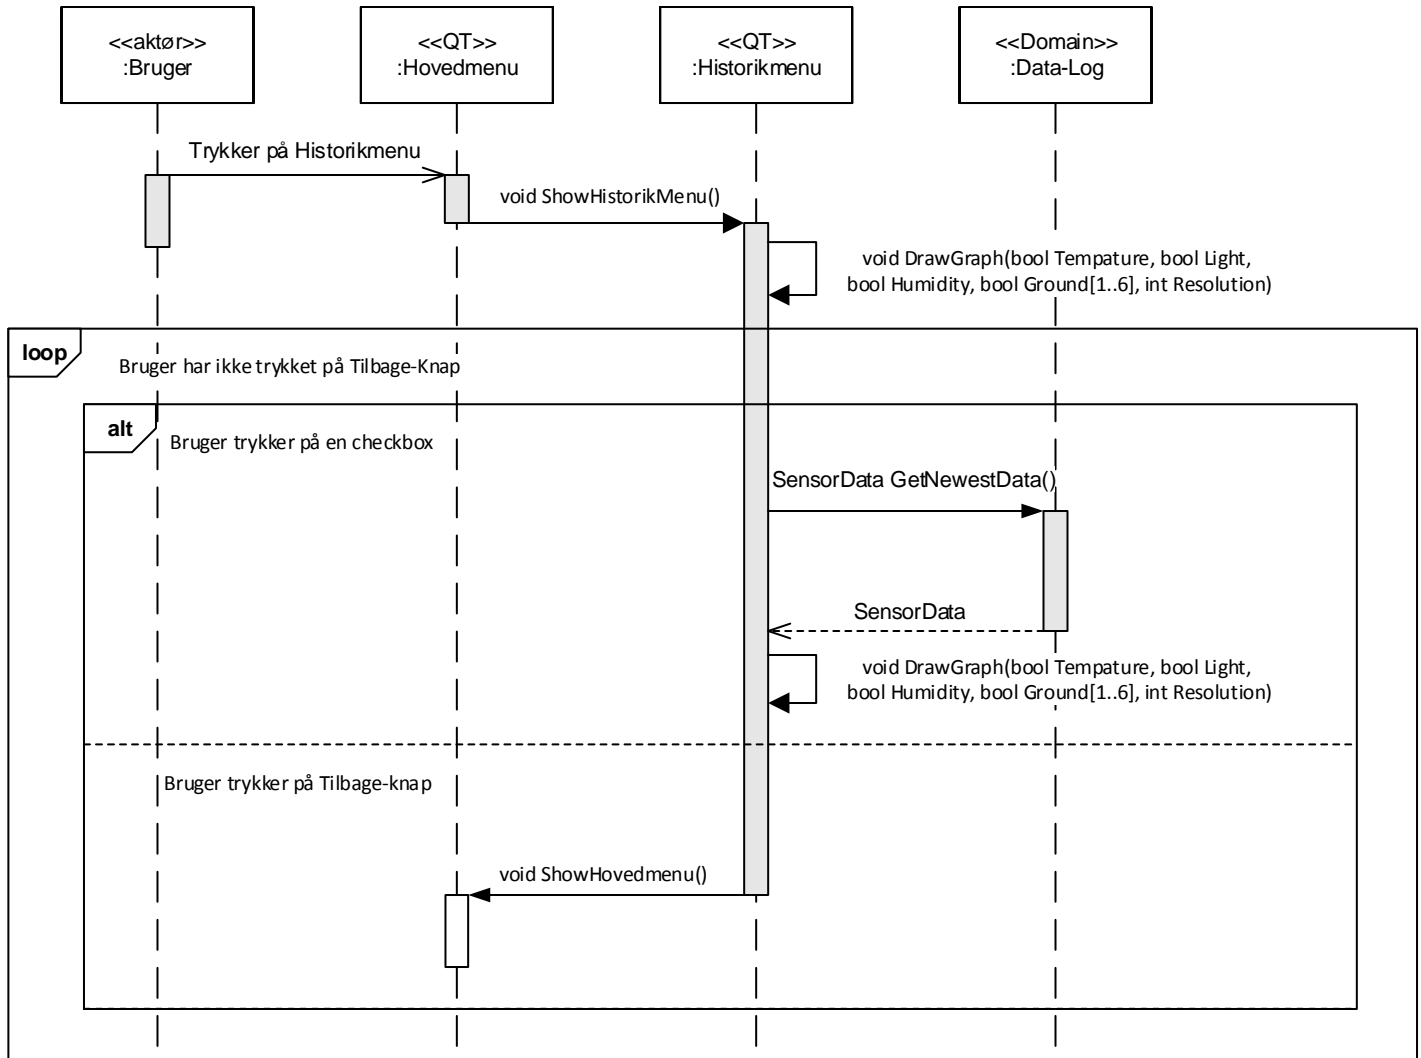 <<aktør>>
:Bruger
<<QT>>
:Hovedmenu
<<QT>>
:Historikmenu
<<Domain>>
:Data-Log
Trykker på Historikmenu
void ShowHistorikMenu()
void DrawGraph(bool Tempature, bool Light,
bool Humidity, bool Ground[1..6], int Resolution)
loop
Bruger har ikke trykket på Tilbage-Knap
alt
Bruger trykker på en checkbox
SensorData GetNewestData()
SensorData
void DrawGraph(bool Tempature, bool Light,
bool Humidity, bool Ground[1..6], int Resolution)
Bruger trykker på Tilbage-knap
void ShowHovedmenu()